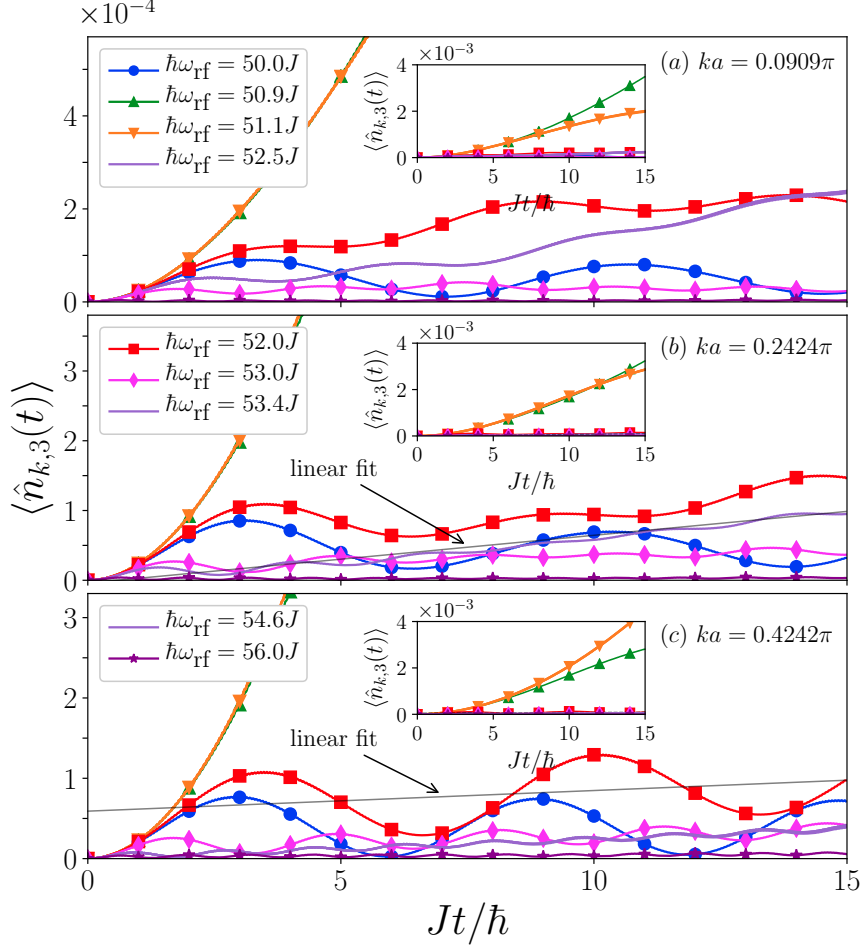 ×10⁻⁴
⟨n̂ₖ,₃(t)⟩
4
2
0
ℏω_rf = 50.0J
ℏω_rf = 50.9J
ℏω_rf = 51.1J
ℏω_rf = 52.5J
×10⁻³
⟨n̂ₖ,₃(t)⟩
4
2
0
0 5 10 15
Jt/ℏ
(a) ka = 0.0909π
3
2
1
0
ℏω_rf = 52.0J
ℏω_rf = 53.0J
ℏω_rf = 53.4J
linear fit
×10⁻³
⟨n̂ₖ,₃(t)⟩
4
2
0
0 5 10 15
Jt/ℏ
(b) ka = 0.2424π
3
2
1
0
ℏω_rf = 54.6J
ℏω_rf = 56.0J
linear fit
×10⁻³
⟨n̂ₖ,₃(t)⟩
4
2
0
0 5 10 15
Jt/ℏ
(c) ka = 0.4242π
0 5 10 15
Jt/ℏ